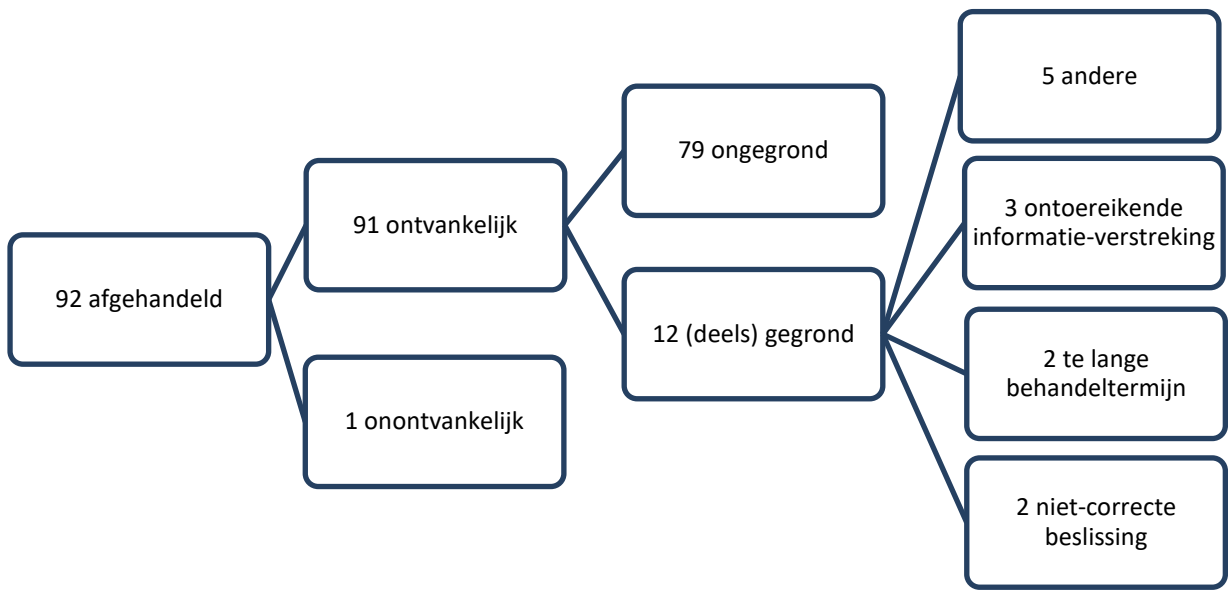 92 afgehandeld
91 ontvankelijk
1 onontvankelijk
79 ongegrond
12 (deels) gegrond
5 andere
3 ontoereikende
informatie-verstreking
2 te lange
behandeltermijn
2 niet-correcte
beslissing